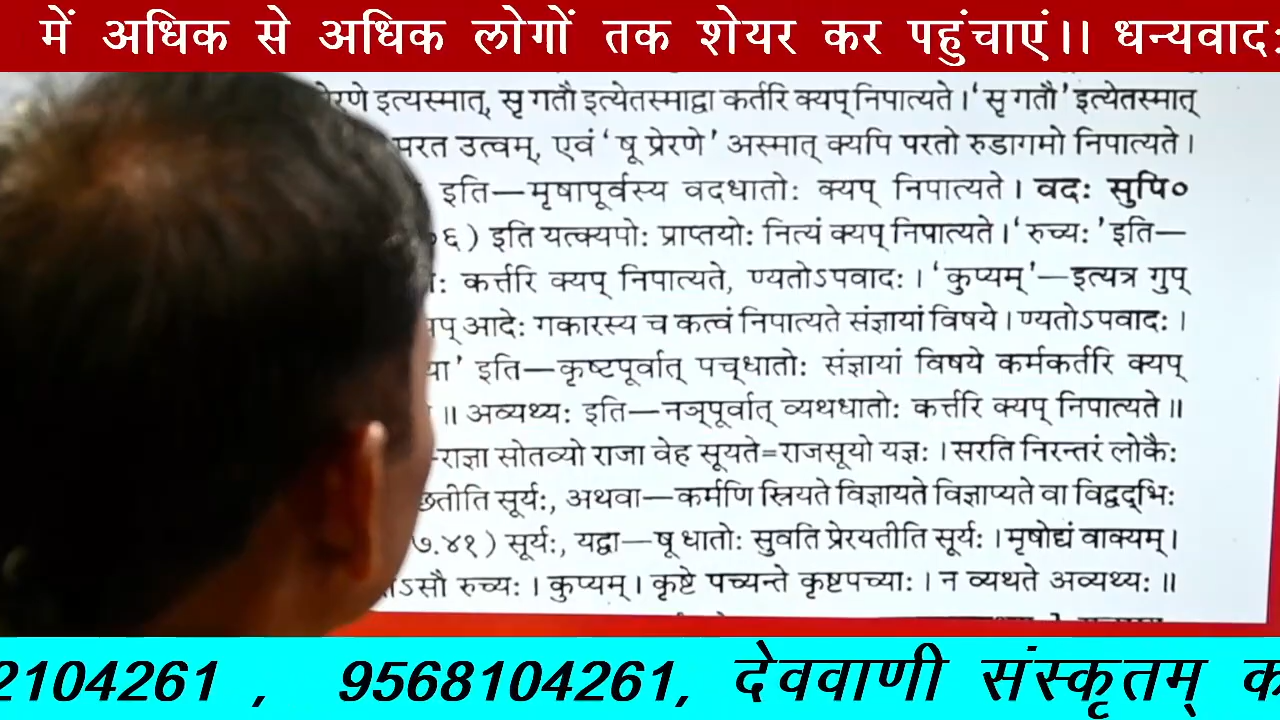 में अधिक से अधिक लोगों तक शेयर कर पहुंचाएं।। धन्यवादः
इत्यस्मात्, सृ गतौ इत्येतस्माद्वा कर्तरि क्यप् निपात्यते । 'सृ गतौ' इत्येतस्मात्
परत उत्वम्, एवं 'षू प्रेरणे' अस्मात् क्यपि परतो रुडागमो निपात्यते ।
इति—मृषापूर्वस्य वदधातोः क्यप् निपात्यते । वदः सुपि०
६) इति यत्क्यपोः प्राप्तयोः नित्यं क्यप् निपात्यते । 'रुच्यः' इति—
कर्त्तरि क्यप् निपात्यते, ण्यतोऽपवादः । 'कुप्यम्'—इत्यत्र गुप्
आदेः गकारस्य च कत्वं निपात्यते संज्ञायां विषये । ण्यतोऽपवादः ।
इति—कृष्टपूर्वात् पच्धातोः संज्ञायां विषये कर्मकर्तरि क्यप्
॥ अव्यथ्यः इति—नञ्पूर्वात् व्यथधातोः कर्त्तरि क्यप् निपात्यते ॥
राज्ञा सोतव्यो राजा वेह सूयते=राजसूयो यज्ञः । सरति निरन्तरं लोकैः
सूर्यः, अथवा—कर्मणि स्रियते विज्ञायते विज्ञाप्यते वा विद्वद्भिः
७.४१) सूर्यः, यद्वा—षू धातोः सुवति प्रेरयतीति सूर्यः । मृषोद्यं वाक्यम् ।
ऽसौ रुच्यः । कुप्यम् । कृष्टे पच्यन्ते कृष्टपच्याः । न व्यथते अव्यथ्यः ॥
2104261 , 9568104261, देववाणी संस्कृतम्